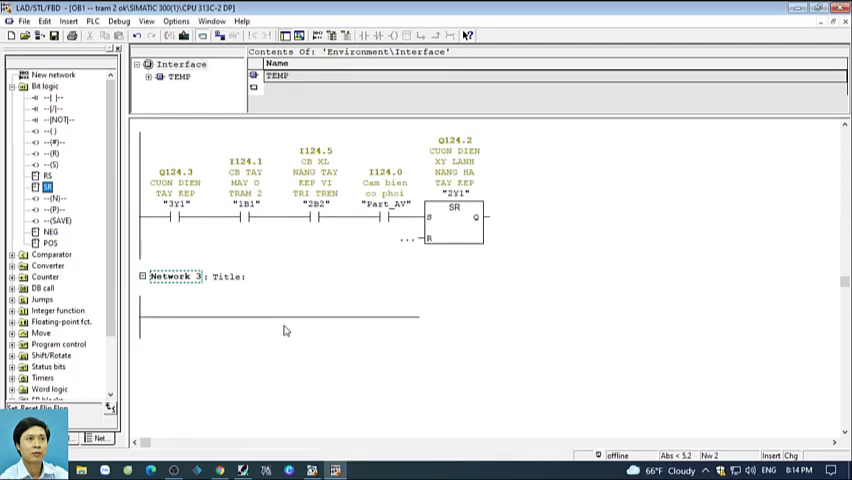 LAD/STL/FBD - [OB1 -- tram 2 ok\SIMATIC 300(1)\CPU 313C-2 DP]
File Edit Insert PLC Debug View Options Window Help
New network
Bit logic
--| |--
--|/|--
--|NOT|--
--( )
--(#)--
--(R)
--(S)
RS
SR
--(N)--
--(P)--
--(SAVE)
NEG
POS
Comparator
Converter
Counter
DB call
Jumps
Integer function
Floating-point fct.
Move
Program control
Shift/Rotate
Status bits
Timers
Word logic
Net...
Contents Of: 'Environment\Interface'
Interface
TEMP
Name
TEMP
Q124.3
CUON DIEN
TAY KEP
"3Y1"
I124.1
CB TAY
MAY O
TRAM 2
"1B1"
I124.5
CB XL
NANG TAY
KEP VI
TRI TREN
"2B2"
I124.0
Cam bien
co phoi
"Part_AV"
Q124.2
CUON DIEN
XY LANH
NANG HA
TAY KEP
"2Y1"
SR
S Q
... R
Network 3: Title:
offline Abs < 5.2 Nw 2 Insert Chg
66°F Cloudy ENG 8:14 PM